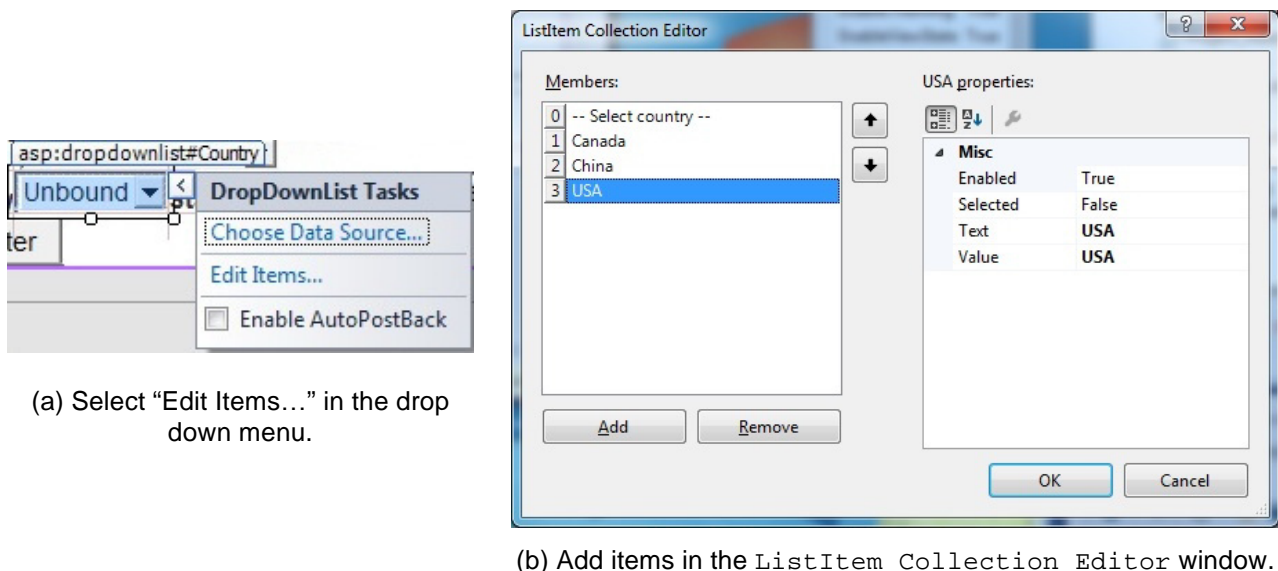 asp:dropdownlist#Country
Unbound
DropDownList Tasks
Choose Data Source...
ter
Edit Items...
Enable AutoPostBack
(a) Select “Edit Items…” in the drop
down menu.
ListItem Collection Editor
Members:
0 -- Select country --
1 Canada
2 China
3 USA
Add Remove
USA properties:
Misc
Enabled True
Selected False
Text USA
Value USA
OK Cancel
(b) Add items in the ListItem Collection Editor window.